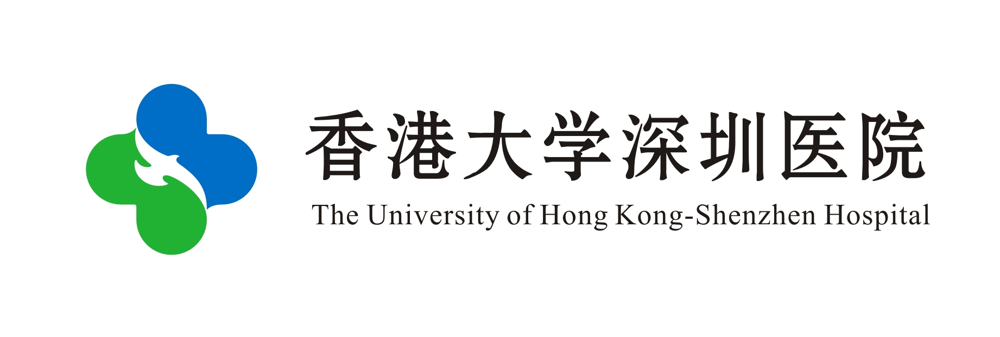 香港大学深圳医院
The University of Hong Kong-Shenzhen Hospital